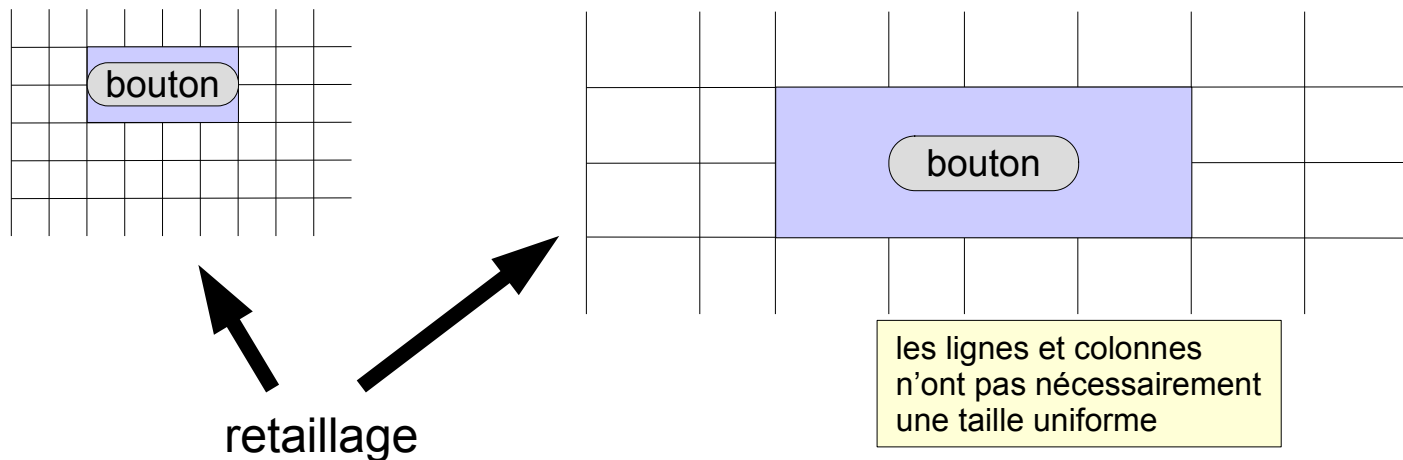 bouton
bouton
les lignes et colonnes
n’ont pas nécessairement
une taille uniforme
retaillage